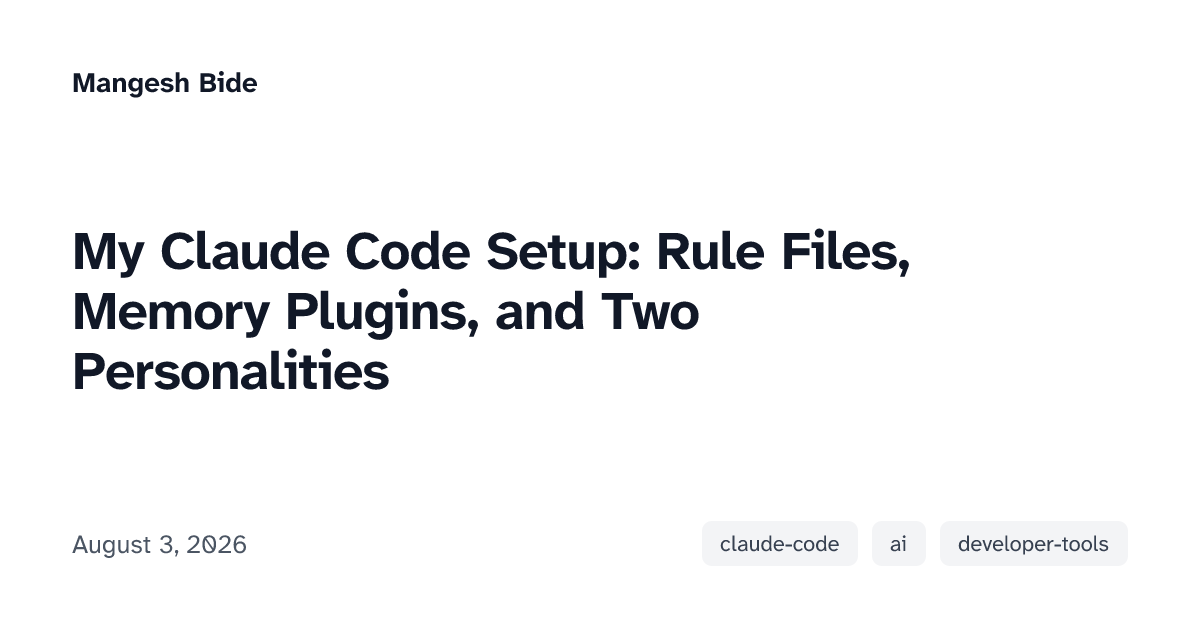 Mangesh Bide
My Claude Code Setup: Rule Files,
Memory Plugins, and Two
Personalities
August 3, 2026
claude-code
ai
developer-tools